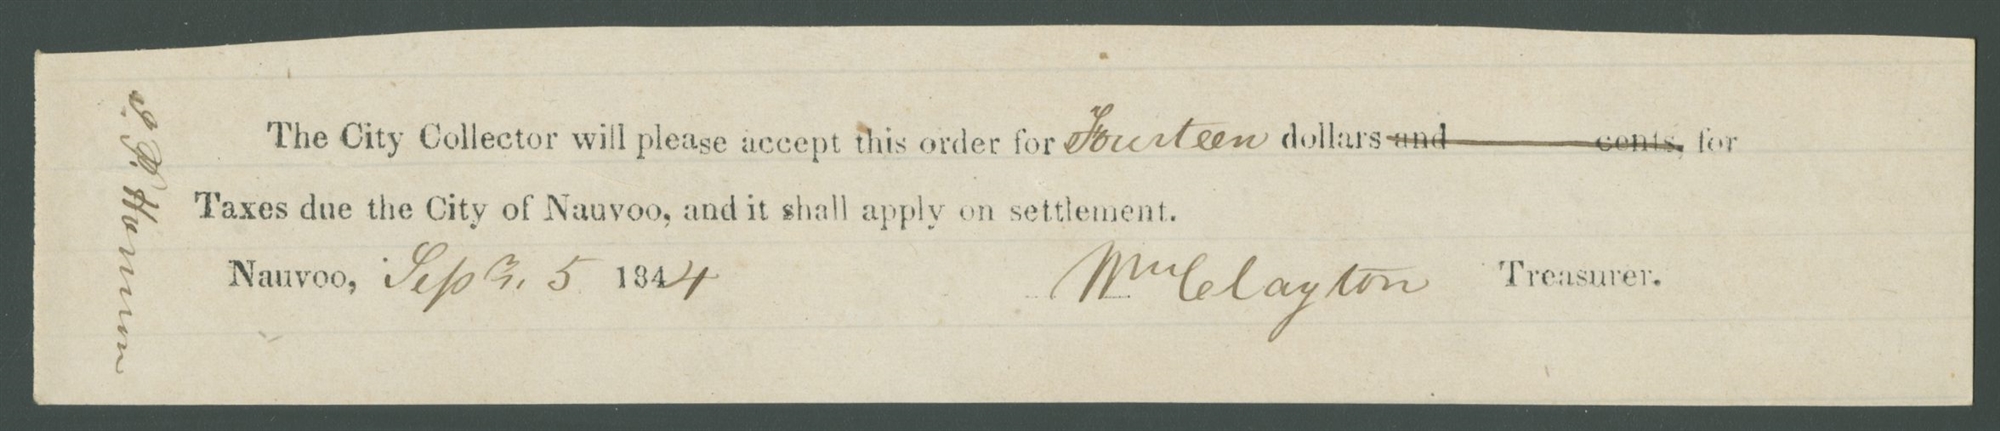 The City Collector will please accept this order for Fourteen dollars and cents, for
Taxes due the City of Nauvoo, and it shall apply on settlement.
Nauvoo, Sep 5 1844 Wm Clayton Treasurer.